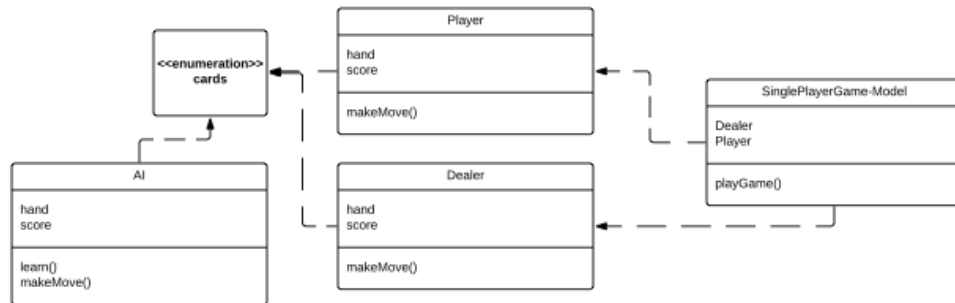 <<enumeration>>
cards
Player
hand
score
makeMove()
SinglePlayerGame-Model
Dealer
Player
playGame()
AI
hand
score
learn()
makeMove()
Dealer
hand
score
makeMove()